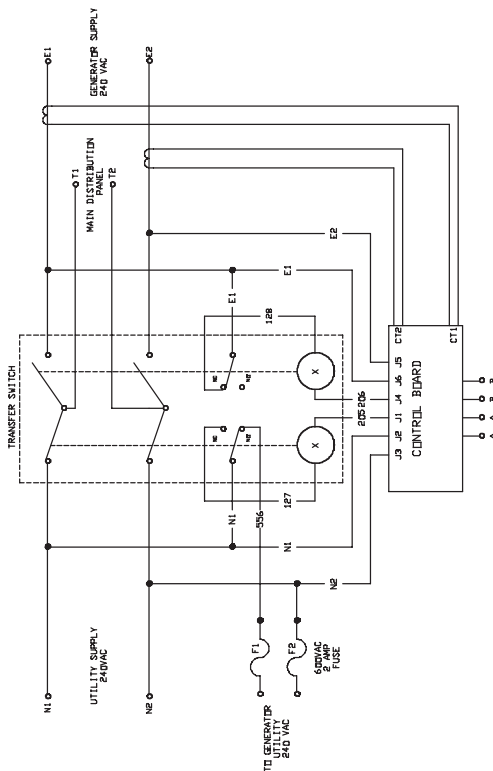 GENERATOR SUPPLY
240 VAC
E1
E2
MAIN DISTRIBUTION
PANEL
T1
T2
E2
E1
E1
128
TRANSFER SWITCH
NC
NO
X
NC
NO
X
127
N1
556
205
206
CT2
CT1
J5
J6
J4
J1
J2
J3
CONTROL BOARD
B
B
A
A
N1
N2
UTILITY SUPPLY
240VAC
N1
N2
F1
F2
600VAC
2 AMP
FUSE
TO GENERATOR
UTILITY
240 VAC